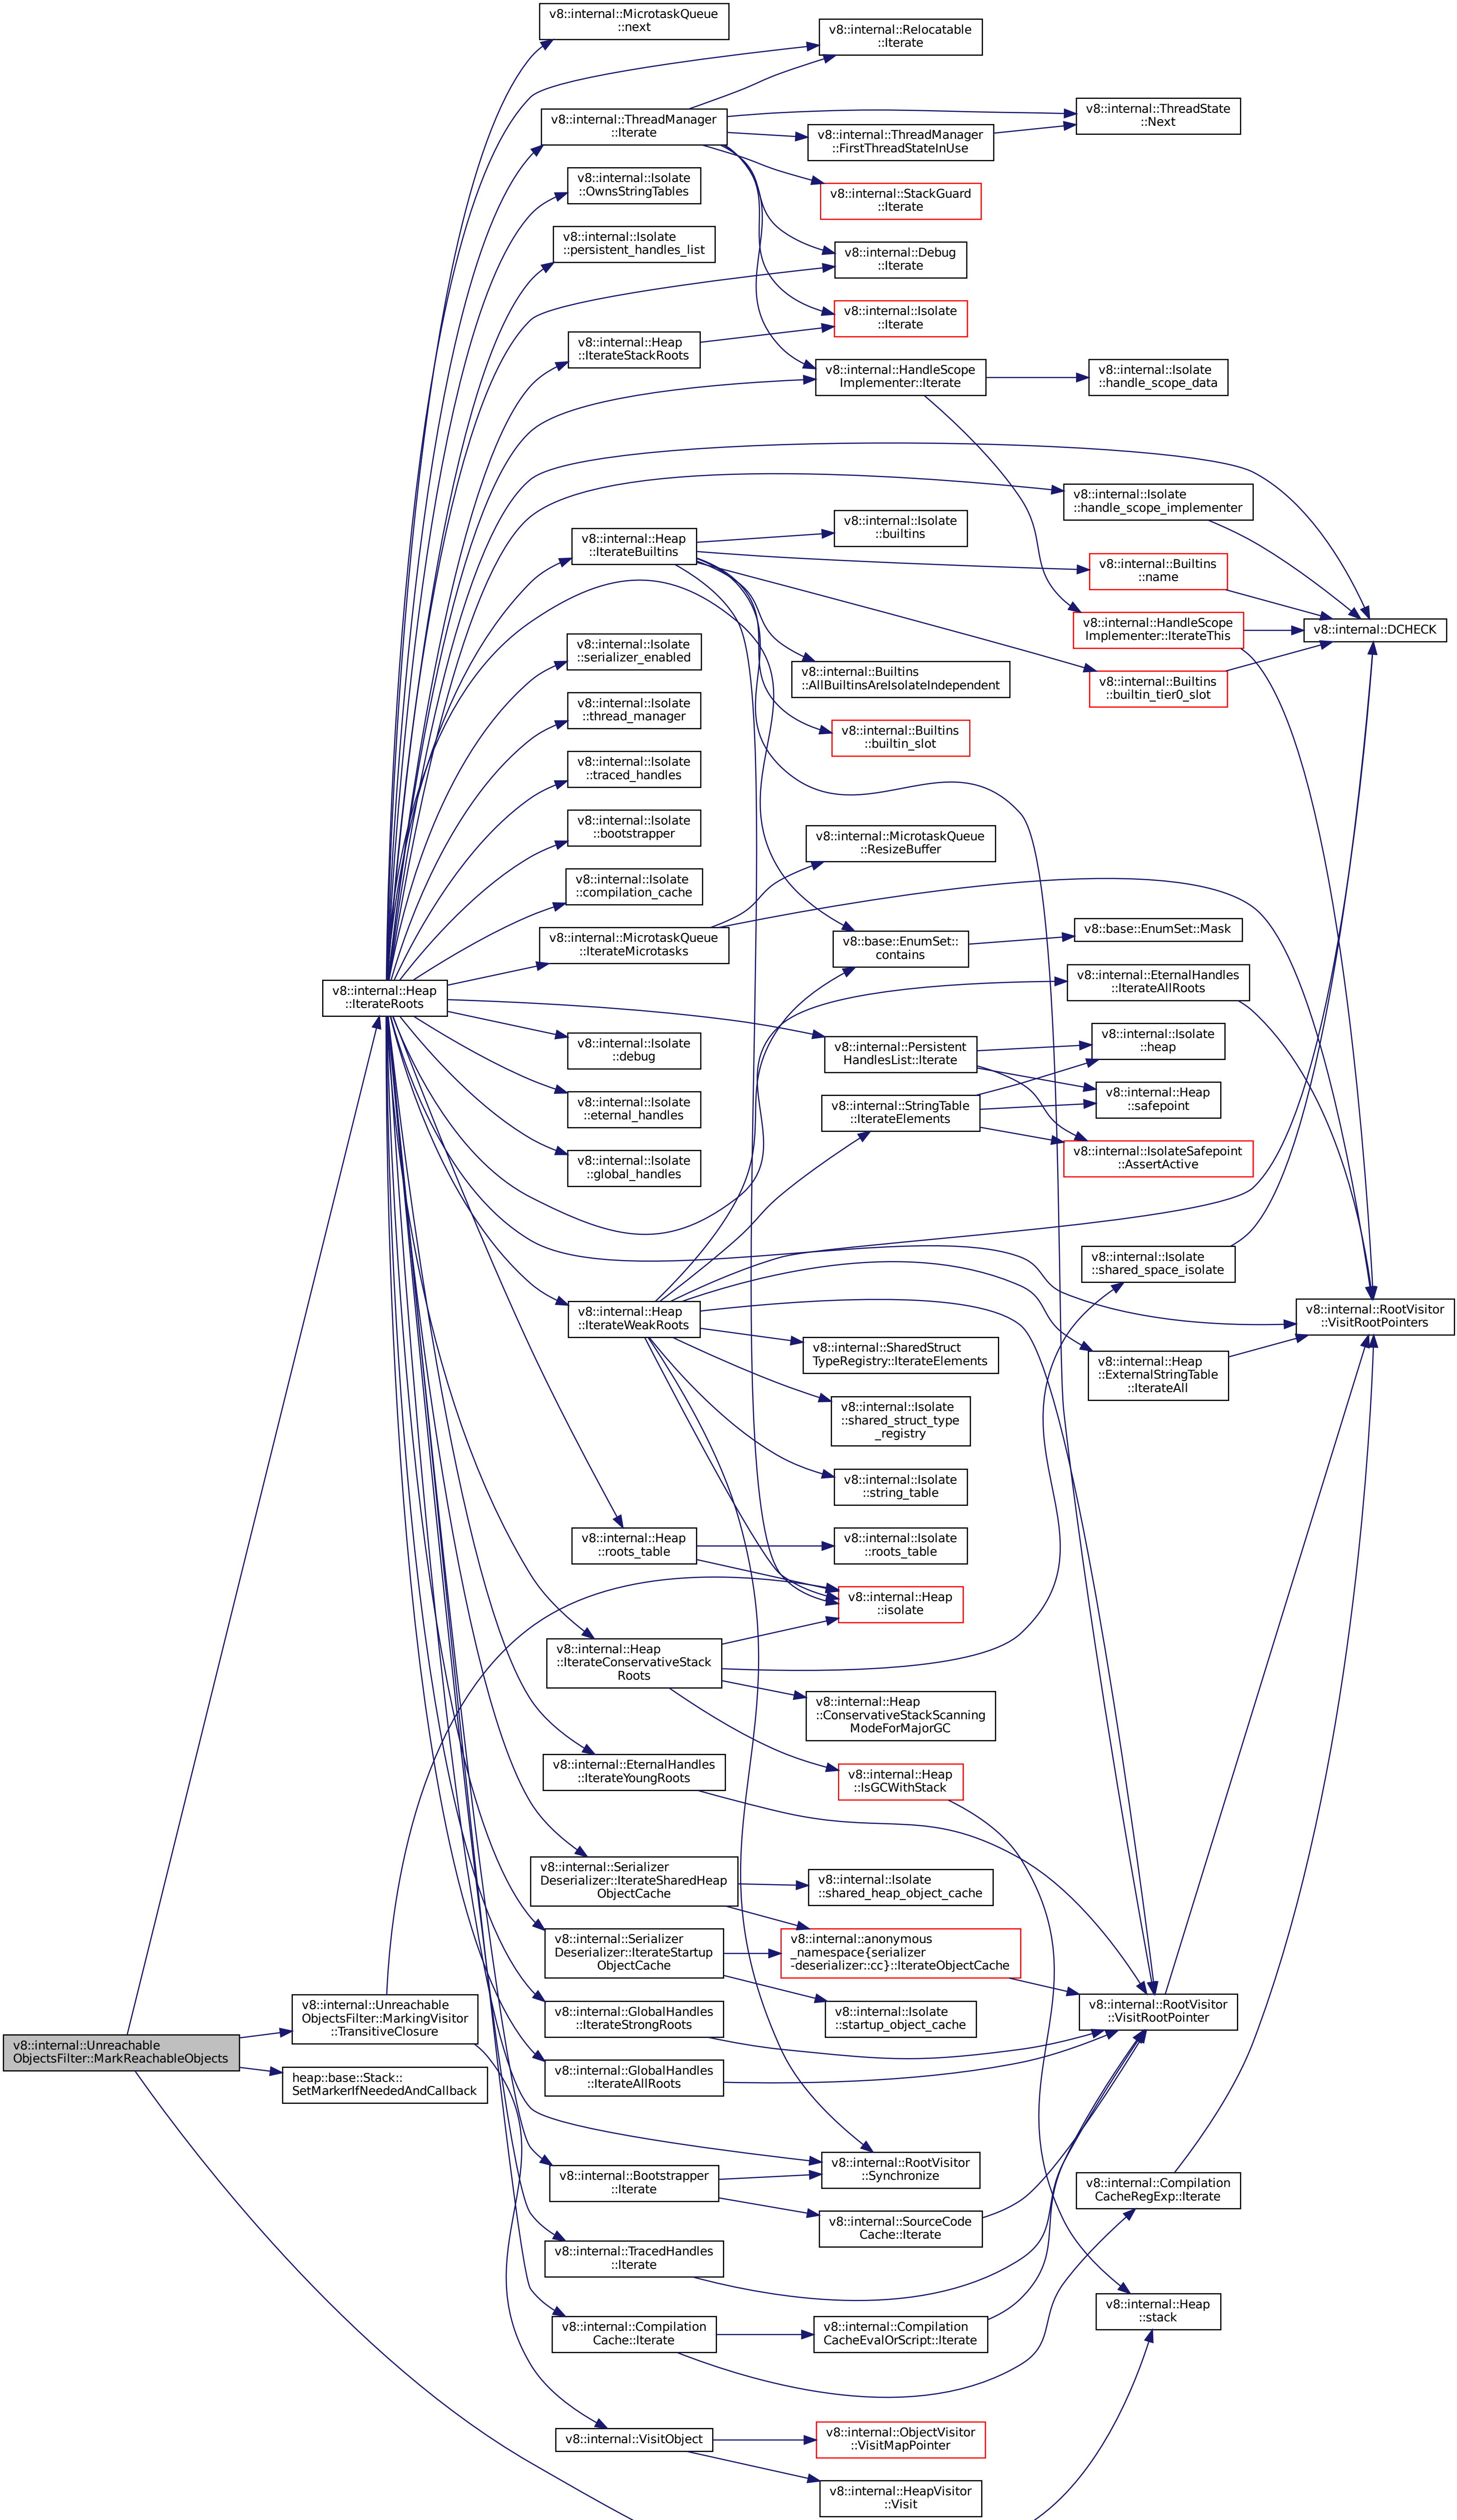 v8::internal::MicrotaskQueue
::next
v8::internal::Relocatable
::Iterate
v8::internal::ThreadManager
::Iterate
v8::internal::ThreadState
::Next
v8::internal::ThreadManager
::FirstThreadStateInUse
v8::internal::Isolate
::OwnsStringTables
v8::internal::StackGuard
::Iterate
v8::internal::Isolate
::persistent_handles_list
v8::internal::Debug
::Iterate
v8::internal::Isolate
::Iterate
v8::internal::Heap
::IterateStackRoots
v8::internal::HandleScope
Implementer::Iterate
v8::internal::Isolate
::handle_scope_data
v8::internal::Isolate
::handle_scope_implementer
v8::internal::Heap
::IterateBuiltins
v8::internal::Isolate
::builtins
v8::internal::Builtins
::name
v8::internal::HandleScope
Implementer::IterateThis
v8::internal::DCHECK
v8::internal::Isolate
::serializer_enabled
v8::internal::Builtins
::AllBuiltinsAreIsolateIndependent
v8::internal::Builtins
::builtin_tier0_slot
v8::internal::Isolate
::thread_manager
v8::internal::Builtins
::builtin_slot
v8::internal::Isolate
::traced_handles
v8::internal::Isolate
::bootstrapper
v8::internal::MicrotaskQueue
::ResizeBuffer
v8::internal::Isolate
::compilation_cache
v8::internal::MicrotaskQueue
::IterateMicrotasks
v8::base::EnumSet::
contains
v8::base::EnumSet::Mask
v8::internal::Heap
::IterateRoots
v8::internal::EternalHandles
::IterateAllRoots
v8::internal::Isolate
::debug
v8::internal::Persistent
HandlesList::Iterate
v8::internal::Isolate
::heap
v8::internal::Isolate
::eternal_handles
v8::internal::StringTable
::IterateElements
v8::internal::Heap
::safepoint
v8::internal::Isolate
::global_handles
v8::internal::IsolateSafepoint
::AssertActive
v8::internal::Isolate
::shared_space_isolate
v8::internal::Heap
::IterateWeakRoots
v8::internal::RootVisitor
::VisitRootPointers
v8::internal::SharedStruct
TypeRegistry::IterateElements
v8::internal::Heap
::ExternalStringTable
::IterateAll
v8::internal::Isolate
::shared_struct_type
_registry
v8::internal::Isolate
::string_table
v8::internal::Heap
::roots_table
v8::internal::Isolate
::roots_table
v8::internal::Heap
::isolate
v8::internal::Heap
::IterateConservativeStack
Roots
v8::internal::Heap
::ConservativeStackScanning
ModeForMajorGC
v8::internal::EternalHandles
::IterateYoungRoots
v8::internal::Heap
::IsGCWithStack
v8::internal::Serializer
Deserializer::IterateSharedHeap
ObjectCache
v8::internal::Isolate
::shared_heap_object_cache
v8::internal::Serializer
Deserializer::IterateStartup
ObjectCache
v8::internal::anonymous
_namespace{serializer
-deserializer::cc}::IterateObjectCache
v8::internal::Unreachable
ObjectsFilter::MarkingVisitor
::TransitiveClosure
v8::internal::GlobalHandles
::IterateStrongRoots
v8::internal::Isolate
::startup_object_cache
v8::internal::RootVisitor
::VisitRootPointer
v8::internal::Unreachable
ObjectsFilter::MarkReachableObjects
heap::base::Stack::
SetMarkerIfNeededAndCallback
v8::internal::GlobalHandles
::IterateAllRoots
v8::internal::RootVisitor
::Synchronize
v8::internal::Bootstrapper
::Iterate
v8::internal::Compilation
CacheRegExp::Iterate
v8::internal::SourceCode
Cache::Iterate
v8::internal::TracedHandles
::Iterate
v8::internal::Heap
::stack
v8::internal::Compilation
Cache::Iterate
v8::internal::Compilation
CacheEvalOrScript::Iterate
v8::internal::VisitObject
v8::internal::ObjectVisitor
::VisitMapPointer
v8::internal::HeapVisitor
::Visit